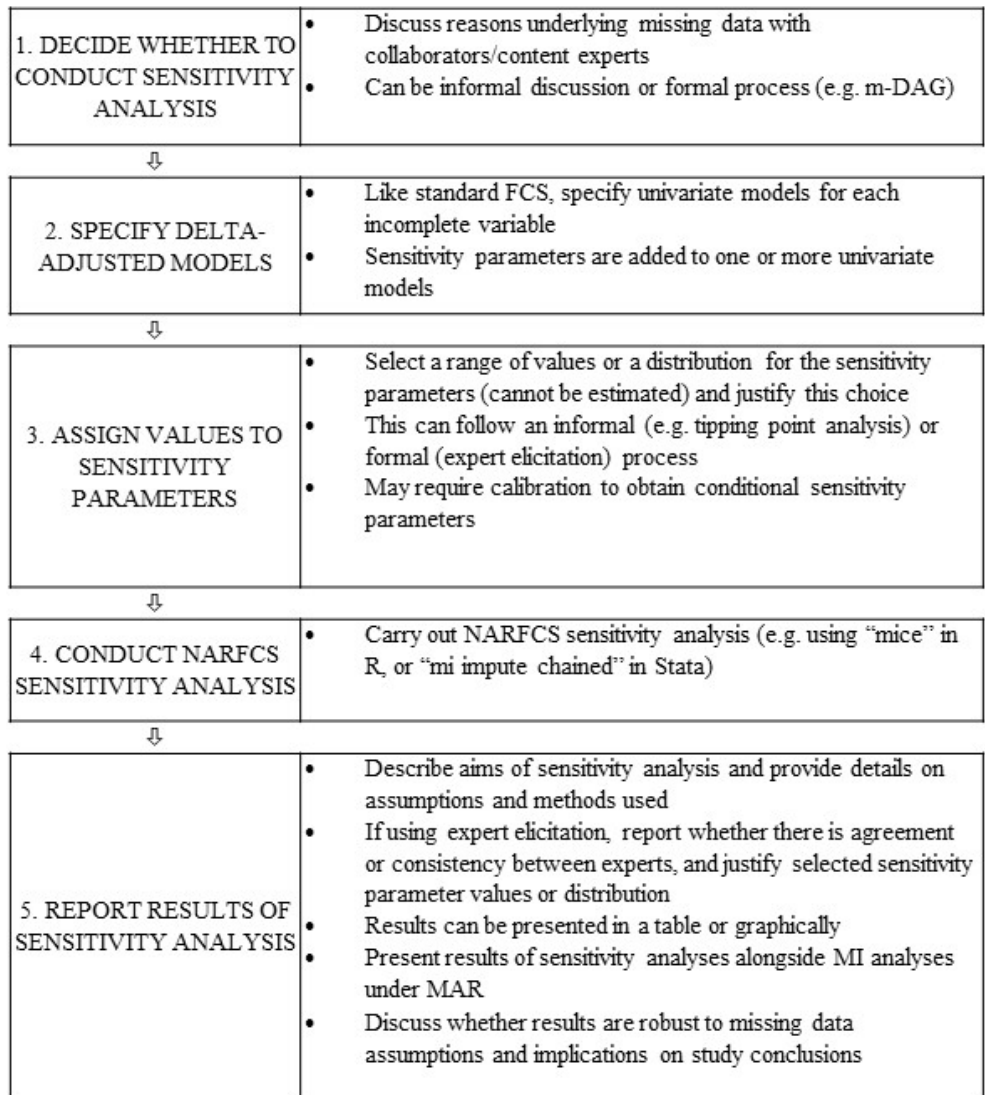 1. DECIDE WHETHER TO
CONDUCT SENSITIVITY
ANALYSIS
• Discuss reasons underlying missing data with
collaborators/content experts
• Can be informal discussion or formal process (e.g. m-DAG)
⇩
2. SPECIFY DELTA-
ADJUSTED MODELS
• Like standard FCS, specify univariate models for each
incomplete variable
• Sensitivity parameters are added to one or more univariate
models
⇩
3. ASSIGN VALUES TO
SENSITIVITY
PARAMETERS
• Select a range of values or a distribution for the sensitivity
parameters (cannot be estimated) and justify this choice
• This can follow an informal (e.g. tipping point analysis) or
formal (expert elicitation) process
• May require calibration to obtain conditional sensitivity
parameters
⇩
4. CONDUCT NARFCS
SENSITIVITY ANALYSIS
• Carry out NARFCS sensitivity analysis (e.g. using “mice” in
R, or “mi impute chained” in Stata)
⇩
5. REPORT RESULTS OF
SENSITIVITY ANALYSIS
• Describe aims of sensitivity analysis and provide details on
assumptions and methods used
• If using expert elicitation, report whether there is agreement
or consistency between experts, and justify selected sensitivity
parameter values or distribution
• Results can be presented in a table or graphically
• Present results of sensitivity analyses alongside MI analyses
under MAR
• Discuss whether results are robust to missing data
assumptions and implications on study conclusions